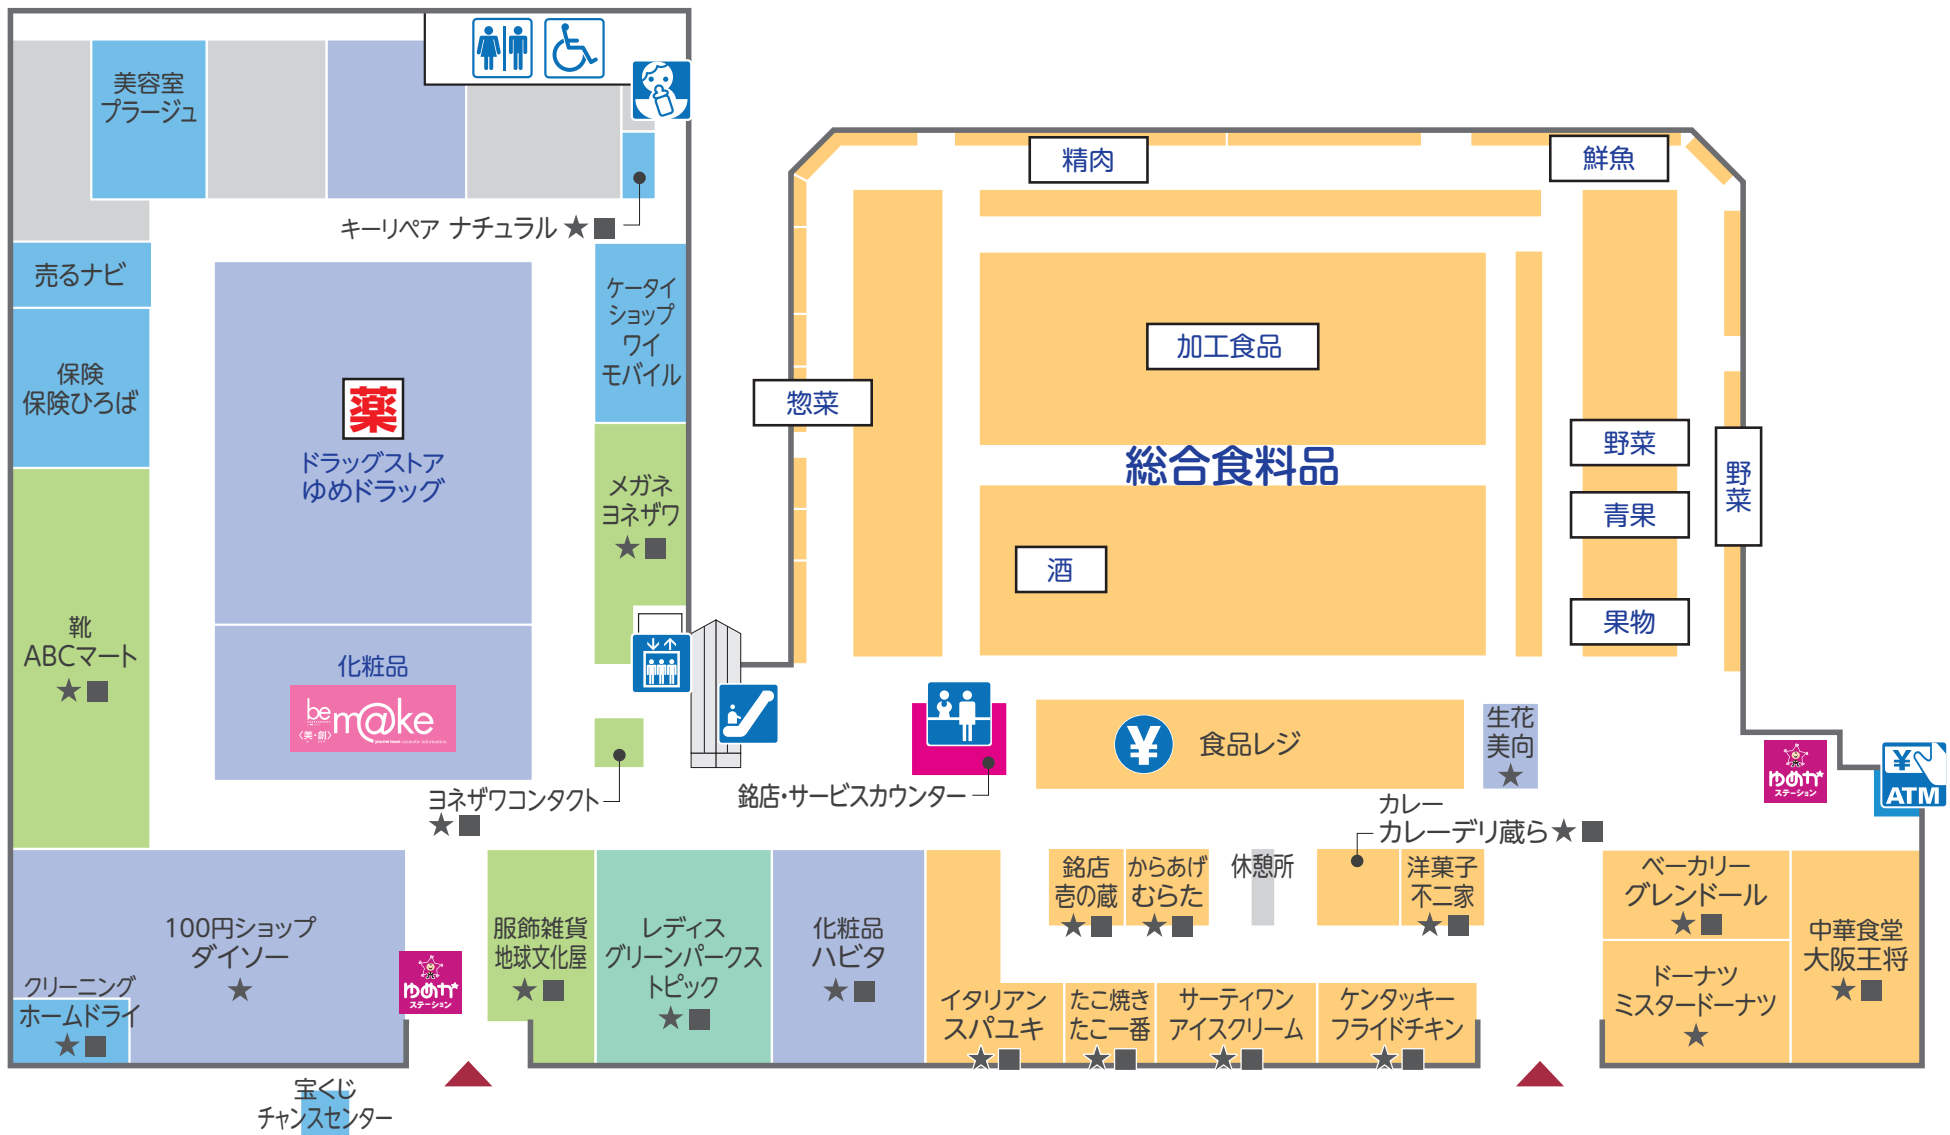 美容室
プラージュ
キーリペア ナチュラル★■
売るナビ
保険
保険ひろば
靴
ABCマート
★■
薬
ドラッグストア
ゆめドラッグ
化粧品
be m@ke
〈美・創〉
ケータイ
ショップ
ワイ
モバイル
メガネ
ヨネザワ
★■
ヨネザワコンタクト
★■
精肉
鮮魚
惣菜
加工食品
総合食料品
酒
野菜
青果
果物
野菜
銘店・サービスカウンター
¥ 食品レジ
生花
美向
★
ゆめか
ステーション
¥
ATM
カレー
カレーデリ蔵ら★■
100円ショップ
ダイソー
★
クリーニング
ホームドライ
★■
ゆめか
ステーション
宝くじ
チャンスセンター
服飾雑貨
地球文化屋
★■
レディス
グリーンパークス
トピック
★■
化粧品
ハビタ
★■
イタリアン
スパユキ
★■
たこ焼き
たこ一番
★■
サーティワン
アイスクリーム
★■
ケンタッキー
フライドチキン
★■
銘店
壱の蔵
★■
からあげ
むらた
★■
休憩所
洋菓子
不二家
★■
ベーカリー
グレンドール
★■
ドーナツ
ミスタードーナツ
★
中華食堂
大阪王将
★■